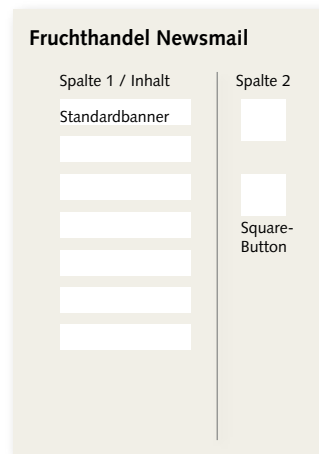 Fruchthandel Newsmail
Spalte 1 / Inhalt
Standardbanner
Spalte 2
Square-
Button